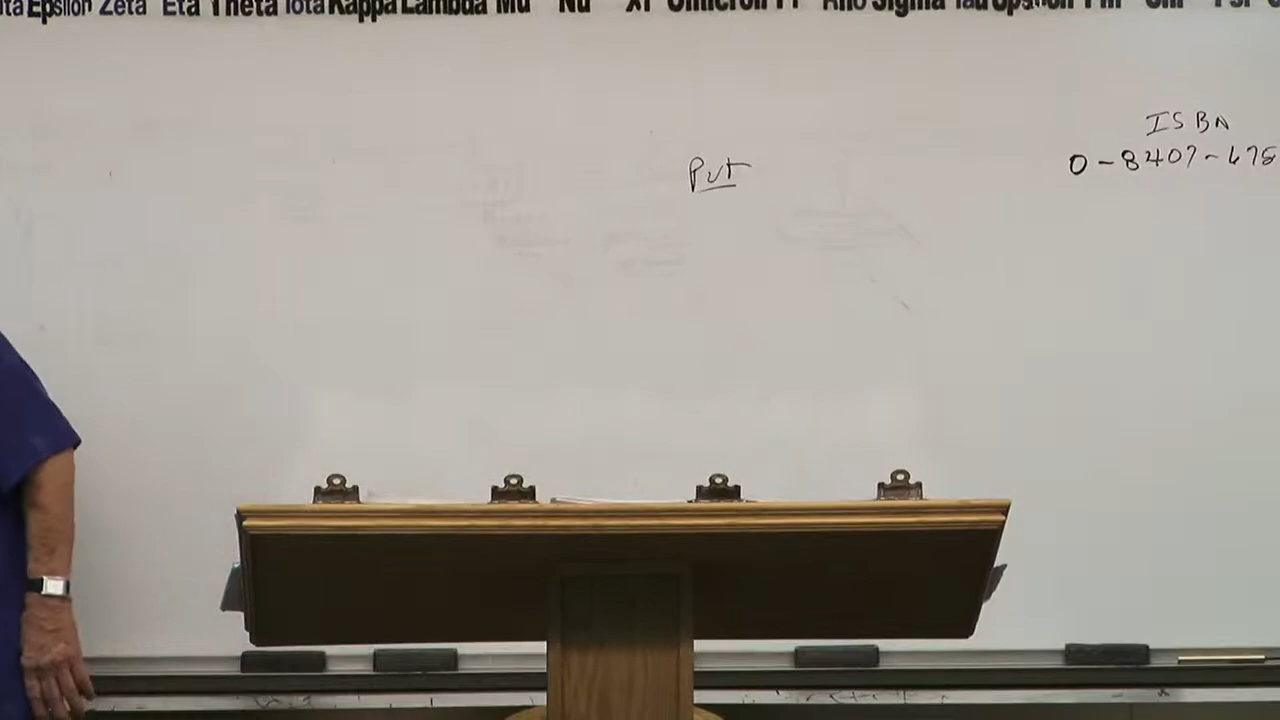 Epsilon Zeta Eta Theta Iota Kappa Lambda Mu Nu Xi Omicron Pi Rho Sigma Tau Upsilon Phi Chi Psi
ISBN
Put
0-8407-678